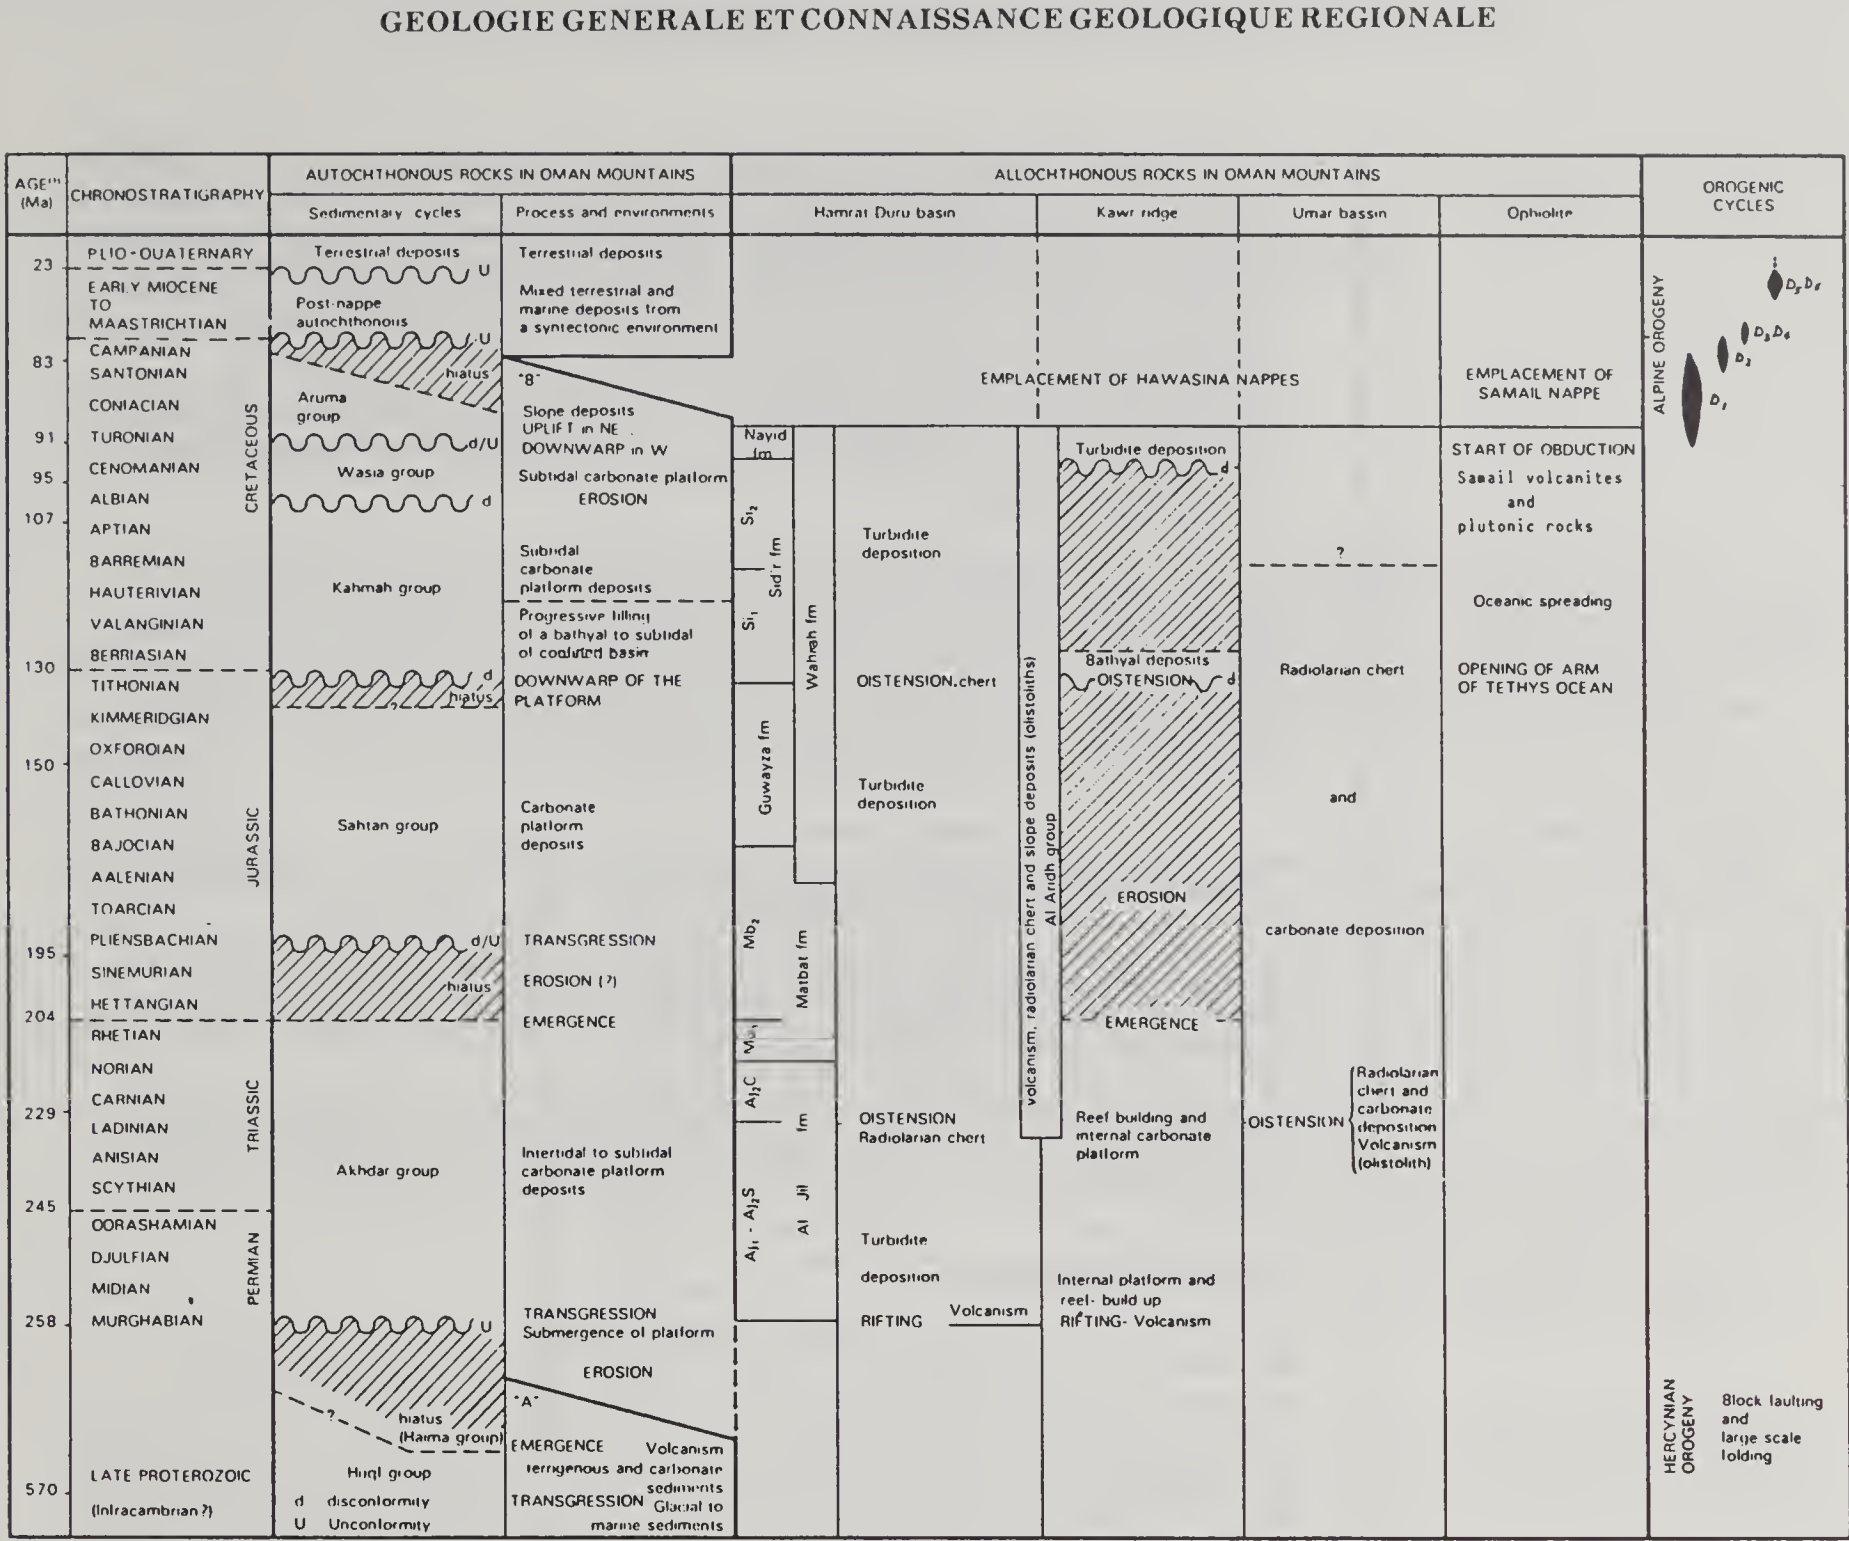 GEOLOGIE GENERALE ET CONNAISSANCE GEOLOGIQUE REGIONALE
AGE(1)
(Ma)
CHRONOSTRATIGRAPHY
AUTOCHTHONOUS ROCKS IN OMAN MOUNTAINS
ALLOCHTHONOUS ROCKS IN OMAN MOUNTAINS
OROGENIC
CYCLES
Sedimentary cycles
Process and environments
Hamrat Duru basin
Kawr ridge
Umar bassin
Ophiolite
23
83
91
95
107
130
150
195
204
229
245
258
570
PLIO-QUATERNARY
EARLY MIOCENE
TO
MAASTRICHTIAN
CAMPANIAN
SANTONIAN
CONIACIAN
TURONIAN
CENOMANIAN
ALBIAN
APTIAN
BARREMIAN
HAUTERIVIAN
VALANGINIAN
BERRIASIAN
TITHONIAN
KIMMERIDGIAN
OXFORDIAN
CALLOVIAN
BATHONIAN
BAJOCIAN
AALENIAN
TOARCIAN
PLIENSBACHIAN
SINEMURIAN
HETTANGIAN
RHETIAN
NORIAN
CARNIAN
LADINIAN
ANISIAN
SCYTHIAN
DORASHAMIAN
DJULFIAN
MIDIAN
MURGHABIAN
LATE PROTEROZOIC
(Infracambrian?)
CRETACEOUS
JURASSIC
TRIASSIC
PERMIAN
Terrestrial deposits
U
Post-nappe
autochthonous
U
hiatus
Aruma
group
d/U
Wasia group
d
Kahmah group
d
hiatus
?
Sahtan group
d/U
hiatus
Akhdar group
U
?
hiatus
(Haima group)
Huql group
d disconformity
U Unconformity
Terrestrial deposits
Mixed terrestrial and
marine deposits from
a syntectonic environment
"B"
Slope deposits
UPLIFT in NE
DOWNWARP in W
Subtidal carbonate platform
EROSION
Subtidal
carbonate
platform deposits
Progressive filling
of a bathyal to subtidal
of confined basin
DOWNWARP OF THE
PLATFORM
Carbonate
platform
deposits
TRANSGRESSION
EROSION (?)
EMERGENCE
Intertidal to subtidal
carbonate platform
deposits
TRANSGRESSION
Submergence of platform
EROSION
"A"
EMERGENCE Volcanism
Terrigenous and carbonate
sediments
TRANSGRESSION Glacial to
marine sediments
Nayid
fm
Si2
Sid'r fm
Si1
Guwayza fm
Wahrah fm
Mb2
Matbat fm
Mb1
Aj2C
Aj1 - Aj2S
Al Jil fm
Turbidite
deposition
DISTENSION.chert
Turbidite
deposition
DISTENSION
Radiolarian chert
Turbidite
deposition
RIFTING
Volcanism
volcanism, radiolarian chert and slope deposits (olistoliths)
Al Aridh group
EMPLACEMENT OF HAWASINA NAPPES
Turbidite deposition
d
Bathyal deposits
DISTENSION d
EROSION
EMERGENCE
Reef building and
internal carbonate
platform
Internal platform and
reef- build up
RIFTING- Volcanism
?
Radiolarian chert
and
carbonate deposition
DISTENSION
Radiolarian
chert and
carbonate
deposition
Volcanism
(olistolith)
EMPLACEMENT OF
SAMAIL NAPPE
START OF OBDUCTION
Samail volcanites
and
plutonic rocks
Oceanic spreading
OPENING OF ARM
OF TETHYS OCEAN
ALPINE OROGENY
D5 D6
D3 D4
D2
D1
HERCYNIAN
OROGENY
Block faulting
and
large scale
folding